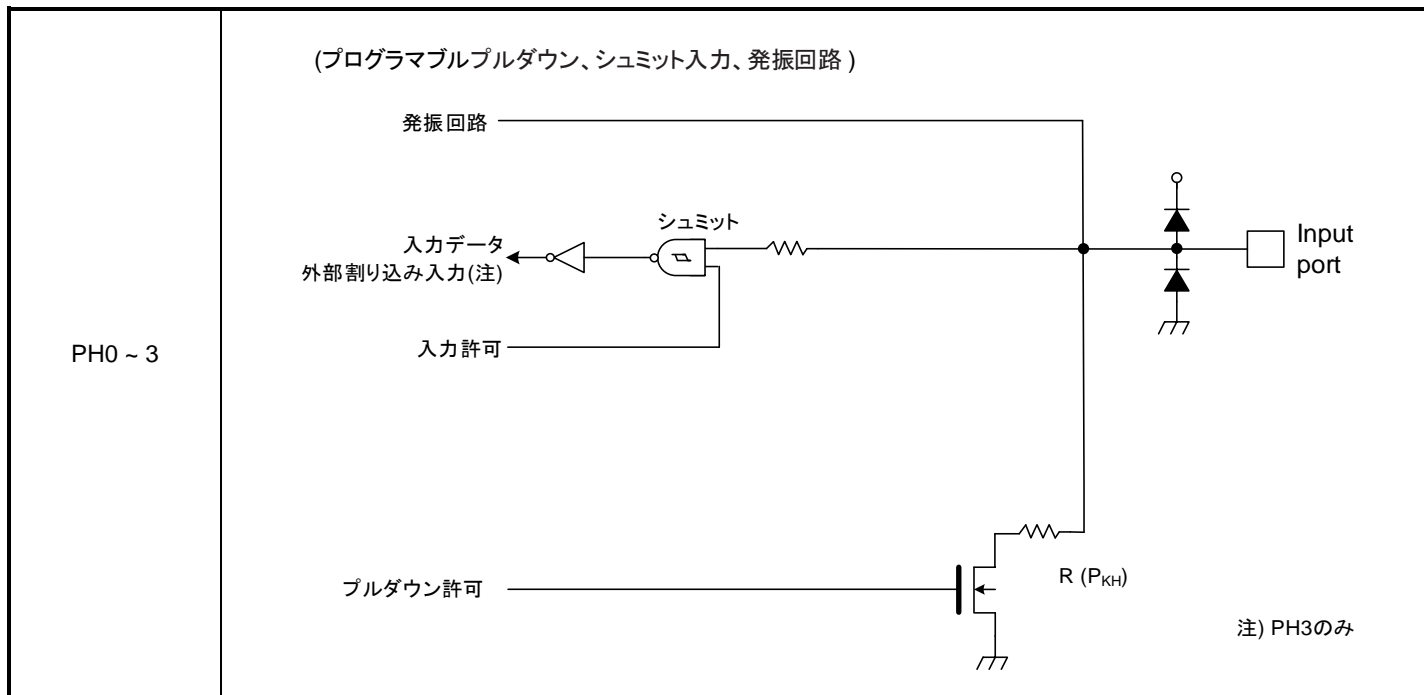 (プログラマブルプルダウン、シュミット入力、発振回路 )
発振回路
シュミット
入力データ
外部割り込み入力(注)
Input
port
入力許可
PH0 ~ 3
プルダウン許可
R (PKH)
注) PH3のみ